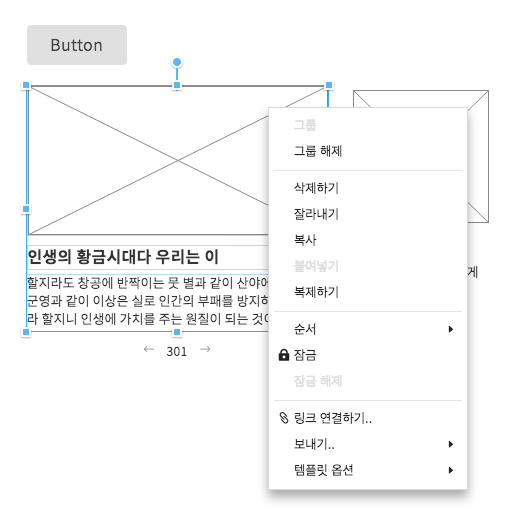 Button
인생의 황금시대다 우리는 이
할지라도 창공에 반짝이는 뭇 별과 같이 산야에
군영과 같이 이상은 실로 인간의 부패를 방지하
라 할지니 인생에 가치를 주는 원질이 되는 것이
← 301 →
게
그룹
그룹 해제
삭제하기
잘라내기
복사
붙여넣기
복제하기
순서
잠금
잠금 해제
링크 연결하기..
보내기..
템플릿 옵션